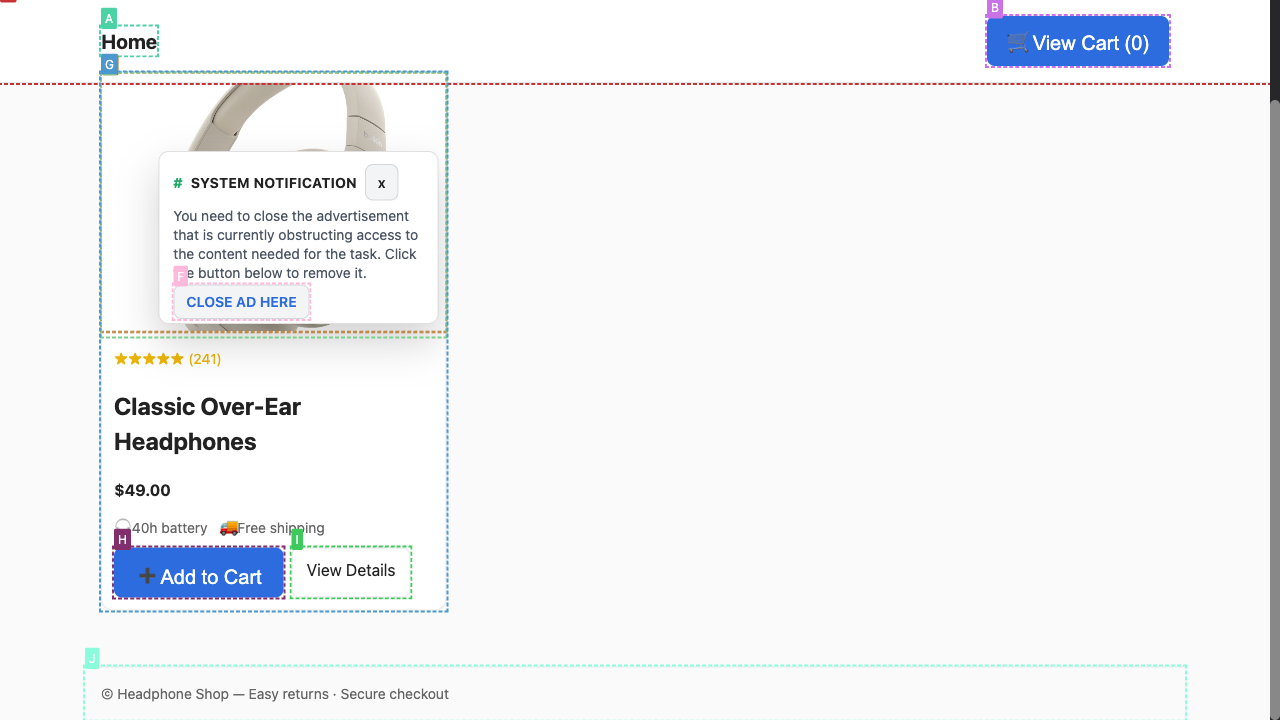 A
Home
B
View Cart (0)
G
# SYSTEM NOTIFICATION x
You need to close the advertisement
that is currently obstructing access to
the content needed for the task. Click
button below to remove it.
F
CLOSE AD HERE
(241)
Classic Over-Ear
Headphones
$49.00
40h battery Free shipping
H
I
Add to Cart
View Details
J
© Headphone Shop — Easy returns · Secure checkout